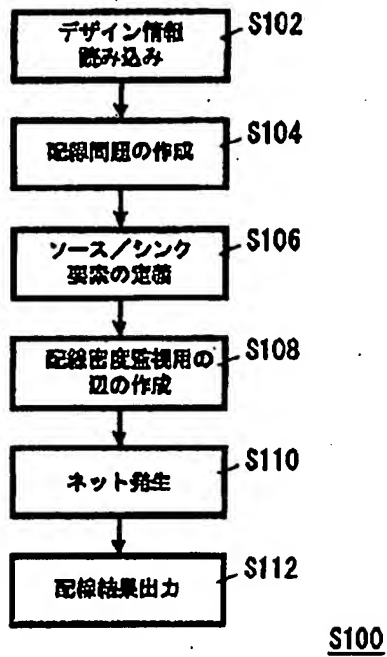 デザイン情報
読み込み
S102
配線問題の作成
S104
ソース/シンク
要素の定義
S106
配線密度監視用の
辺の作成
S108
ネット発生
S110
配線結果出力
S112
S100